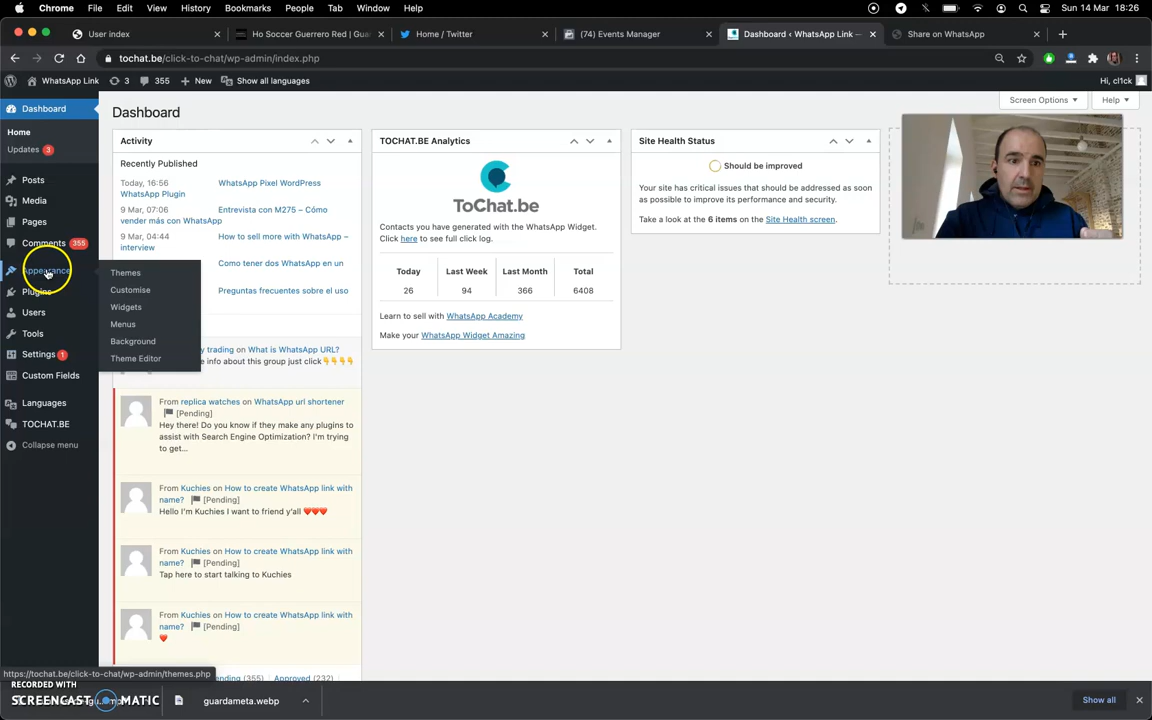 Chrome File Edit View History Bookmarks People Tab Window Help Sun 14 Mar 18:26
User index Ho Soccer Guerrero Red | Gua Home / Twitter (74) Events Manager Dashboard ‹ WhatsApp Link — Share on WhatsApp
tochat.be/click-to-chat/wp-admin/index.php
WhatsApp Link 3 355 + New Show all languages Hi, cl1ck
Dashboard
Home
Updates 3
Posts
Media
Pages
Comments 355
Appearance
Plugins
Users
Tools
Settings 1
Custom Fields
Languages
TOCHAT.BE
Collapse menu
Themes
Customise
Widgets
Menus
Background
Theme Editor
Dashboard
Screen Options Help
Activity
Recently Published
Today, 16:56 WhatsApp Pixel WordPress
WhatsApp Plugin
9 Mar, 07:06 Entrevista con M275 – Cómo
vender más con WhatsApp
9 Mar, 04:44 How to sell more with WhatsApp –
interview
Como tener dos WhatsApp en un
Preguntas frecuentes sobre el uso
trading on What is WhatsApp URL?
info about this group just click👇👇👇👇
From replica watches on WhatsApp url shortener
[Pending]
Hey there! Do you know if they make any plugins to
assist with Search Engine Optimization? I'm trying
to get...
From Kuchies on How to create WhatsApp link with
name? [Pending]
Hello I'm Kuchies I want to friend y'all ❤️❤️❤️
From Kuchies on How to create WhatsApp link with
name? [Pending]
Tap here to start talking to Kuchies
From Kuchies on How to create WhatsApp link with
name? [Pending]
❤️
Pending (355) Approved (232)
TOCHAT.BE Analytics
ToChat.be
Contacts you have generated with the WhatsApp Widget.
Click here to see full click log.
Today Last Week Last Month Total
26 94 366 6408
Learn to sell with WhatsApp Academy
Make your WhatsApp Widget Amazing
Site Health Status
Should be improved
Your site has critical issues that should be addressed as soon
as possible to improve its performance and security.
Take a look at the 6 items on the Site Health screen.
https://tochat.be/click-to-chat/wp-admin/themes.php
RECORDED WITH
SCREENCAST MATIC
guardameta.webp
Show all